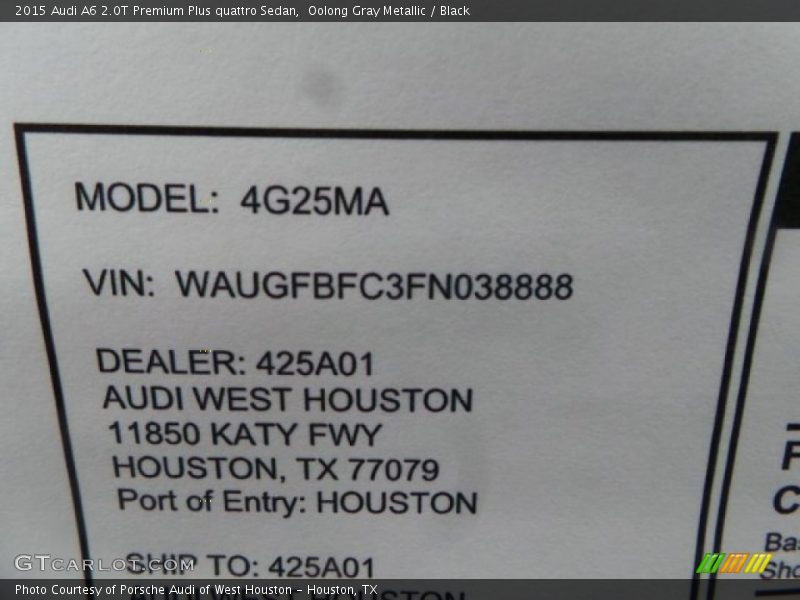 2015 Audi A6 2.0T Premium Plus quattro Sedan, Oolong Gray Metallic / Black
MODEL: 4G25MA
VIN: WAUGFBFC3FN038888
DEALER: 425A01
AUDI WEST HOUSTON
11850 KATY FWY
HOUSTON, TX 77079
Port of Entry: HOUSTON
SHIP TO: 425A01
GTCARLOT.COM
Photo Courtesy of Porsche Audi of West Houston – Houston, TX